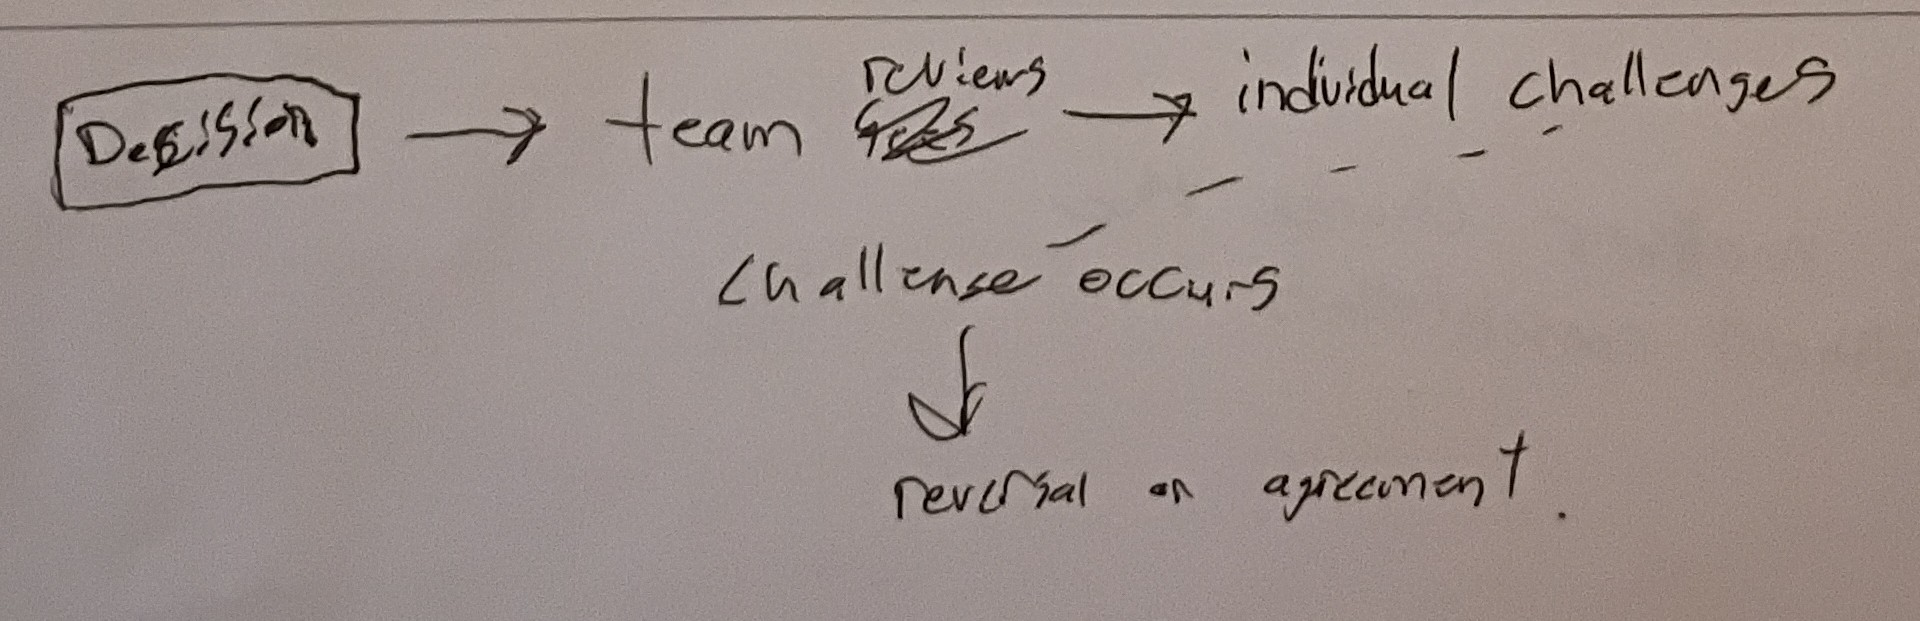 Decision → team reviews → individual challenges
challenge occurs
reversal or agreement.